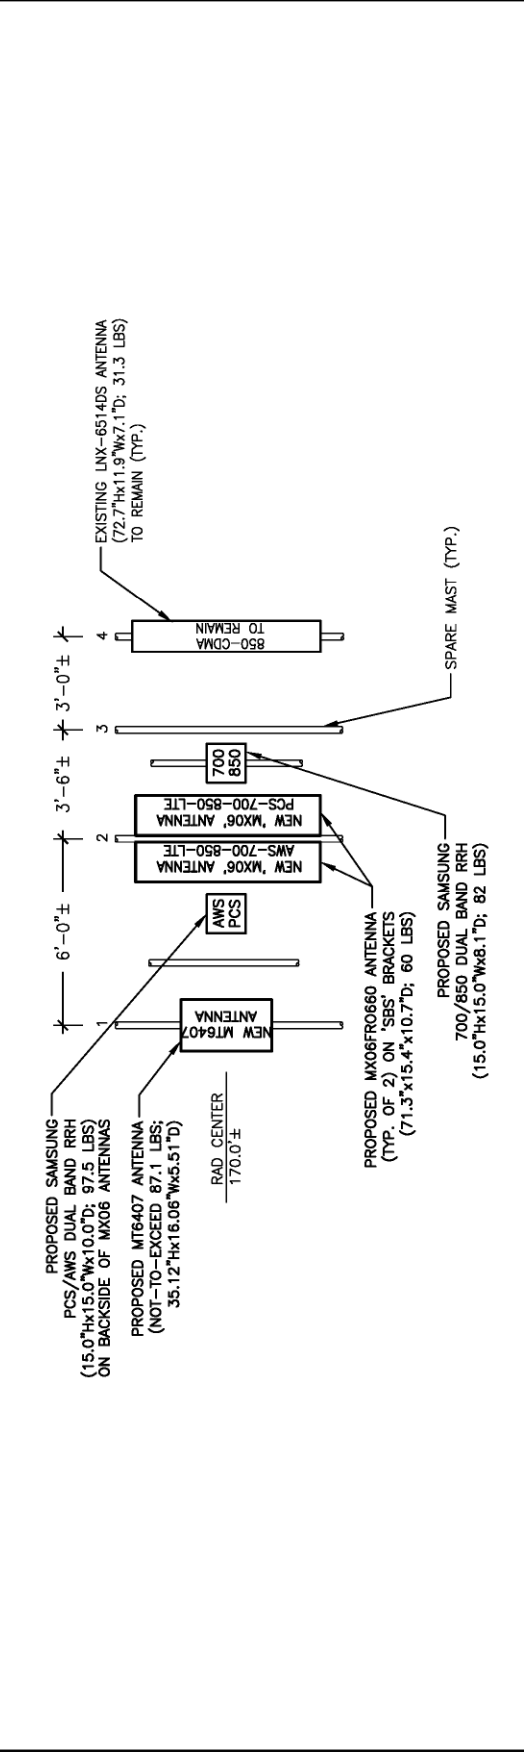 PROPOSED SAMSUNG
PCS/AWS DUAL BAND RRH
(15.0"Hx15.0"Wx10.0"D; 97.5 LBS)
ON BACKSIDE OF MX06 ANTENNAS
PROPOSED MT6407 ANTENNA
(NOT-TO-EXCEED 87.1 LBS;
35.12"Hx16.06"Wx5.51"D)
RAD CENTER
170.0'±
6'-0"±
3'-6"±
3'-0"±
1
2
3
4
NEW MT6407
ANTENNA
AWS
PCS
NEW 'MX06' ANTENNA
AWS-700-850-LTE
NEW 'MX06' ANTENNA
PCS-700-850-LTE
700
850
850-CDMA
TO REMAIN
EXISTING LNX-6514DS ANTENNA
(72.7"Hx11.9"Wx7.1"D; 31.3 LBS)
TO REMAIN (TYP.)
PROPOSED MX06FRO660 ANTENNA
(TYP. OF 2) ON 'SBS' BRACKETS
(71.3"x15.4"x10.7"D; 60 LBS)
PROPOSED SAMSUNG
700/850 DUAL BAND RRH
(15.0"Hx15.0"Wx8.1"D; 82 LBS)
SPARE MAST (TYP.)